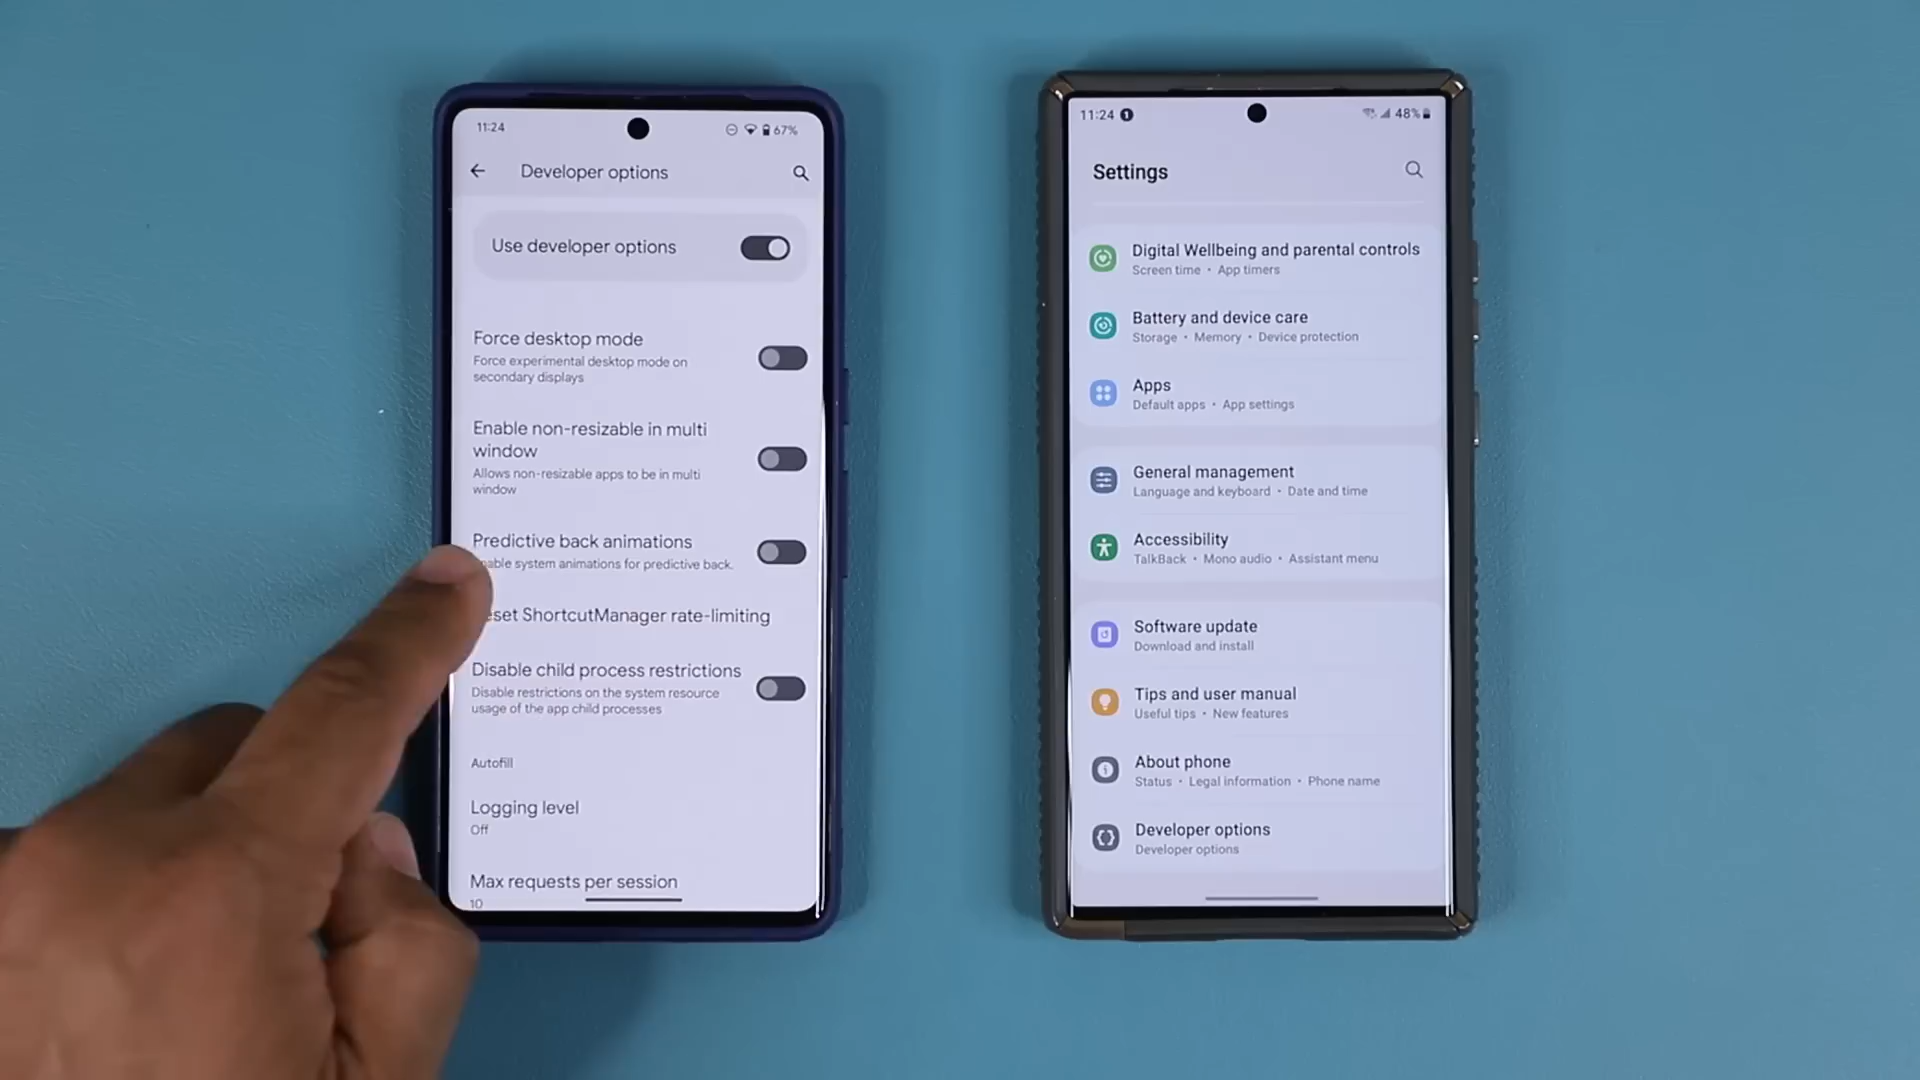 11:24
67%
Developer options
Use developer options
Force desktop mode
Force experimental desktop mode on
secondary displays
Enable non-resizable in multi
window
Allows non-resizable apps to be in multi
window
Predictive back animations
system animations for predictive back.
ShortcutManager rate-limiting
Disable child process restrictions
Disable restrictions on the system resource
usage of the app child processes
Autofill
Logging level
Off
Max requests per session
10
11:24 1
48%
Settings
Digital Wellbeing and parental controls
Screen time • App timers
Battery and device care
Storage • Memory • Device protection
Apps
Default apps • App settings
General management
Language and keyboard • Date and time
Accessibility
TalkBack • Mono audio • Assistant menu
Software update
Download and install
Tips and user manual
Useful tips • New features
About phone
Status • Legal information • Phone name
Developer options
Developer options